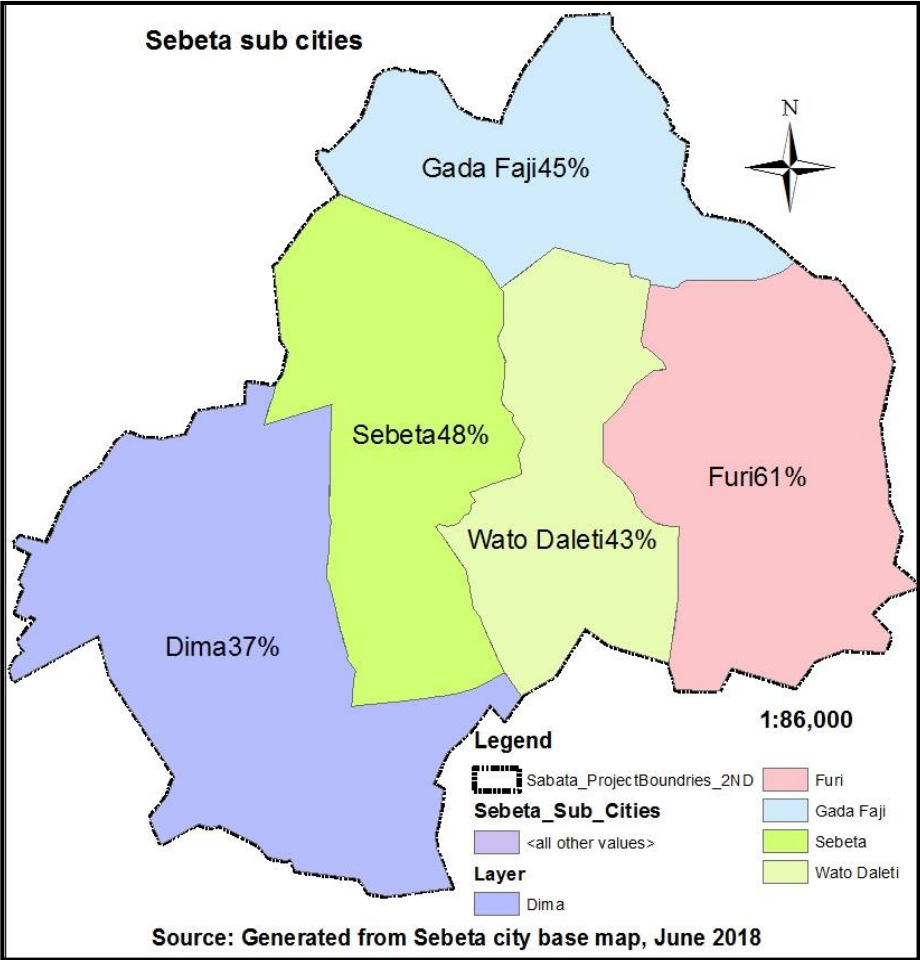 Sebeta sub cities
N
Gada Faji45%
Sebeta48%
Furi61%
Wato Daleti43%
Dima37%
1:86,000
Legend
Sabata_ProjectBoundries_2ND
Sebeta_Sub_Cities
<all other values>
Layer
Dima
Furi
Gada Faji
Sebeta
Wato Daleti
Source: Generated from Sebeta city base map, June 2018